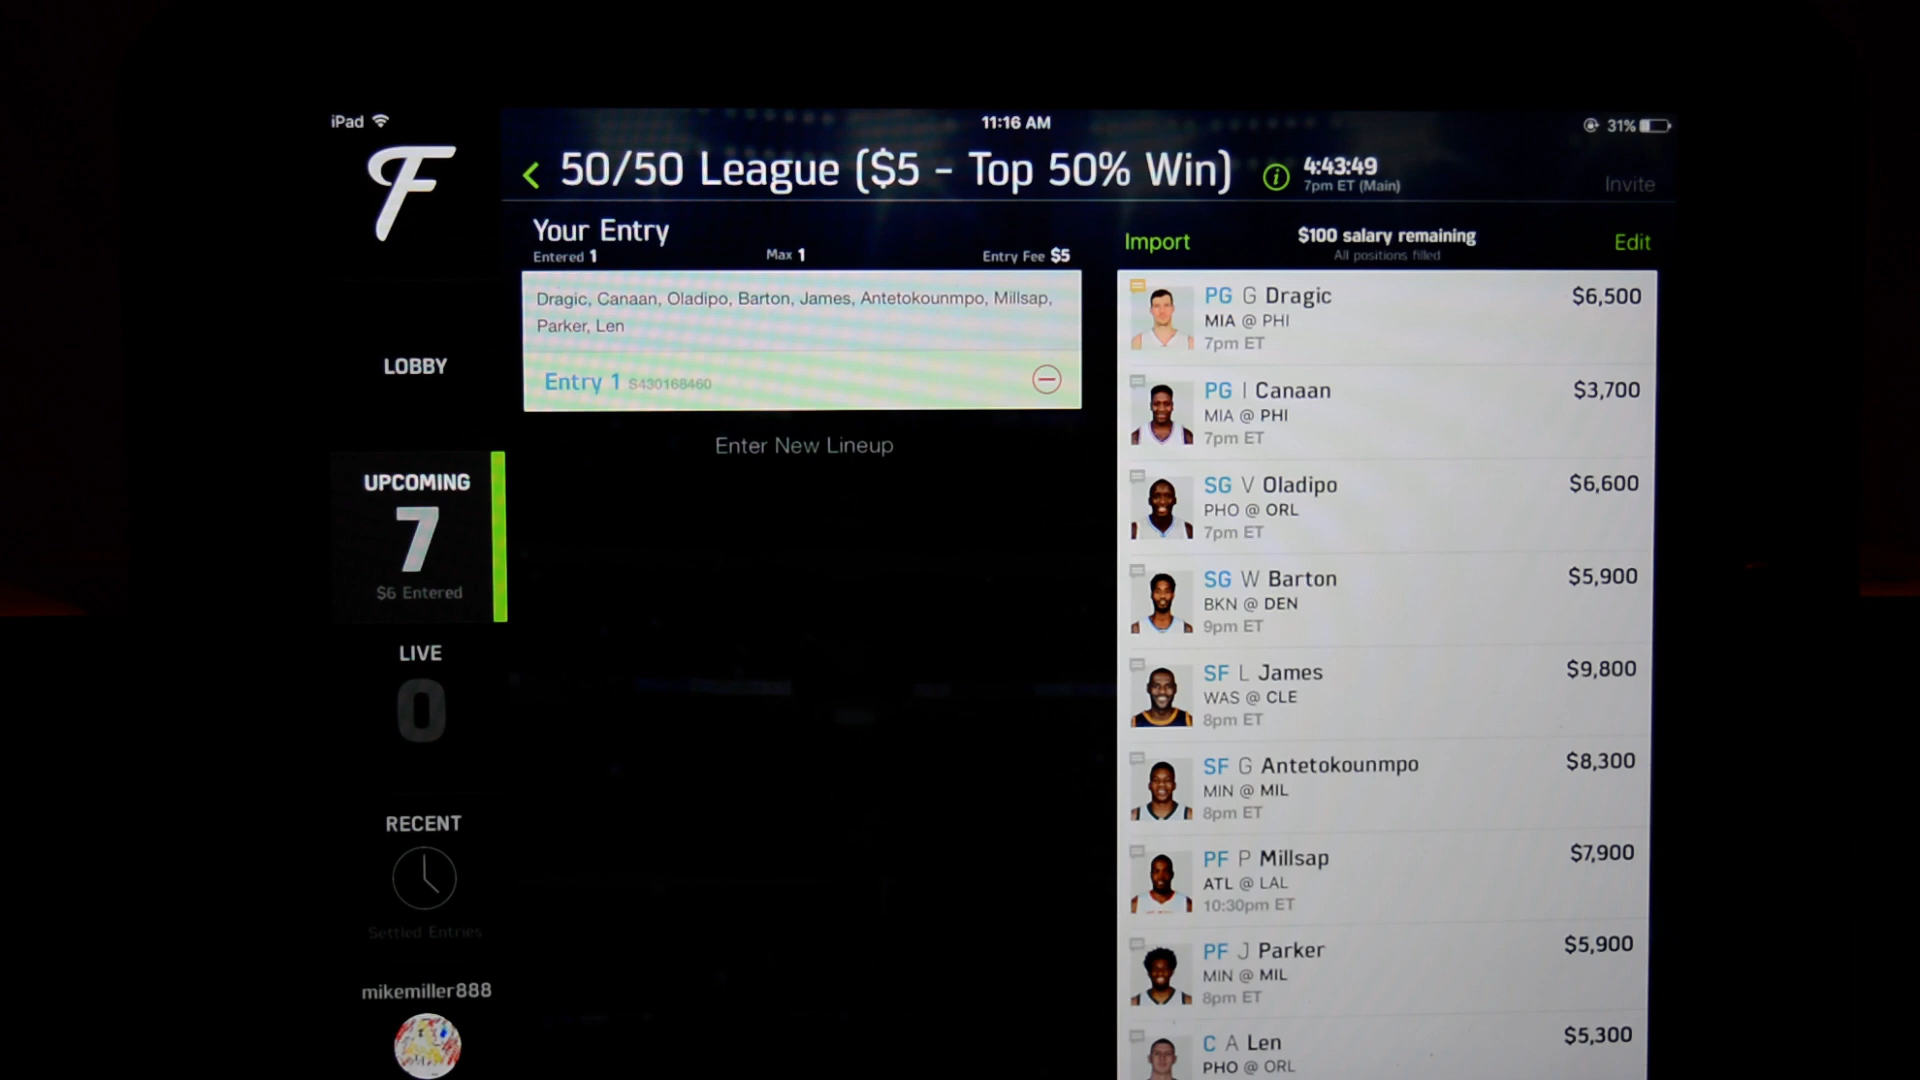 iPad
11:16 AM
31%
F
50/50 League ($5 - Top 50% Win)
i
4:43:49
7pm ET (Main)
Invite
LOBBY
UPCOMING
7
$6 Entered
LIVE
0
RECENT
Settled Entries
mikemiller888
Your Entry
Entered 1
Max 1
Entry Fee $5
Dragic, Canaan, Oladipo, Barton, James, Antetokounmpo, Millsap,
Parker, Len
Entry 1 S430168460
Enter New Lineup
Import
$100 salary remaining
All positions filled
Edit
PG G Dragic
$6,500
MIA @ PHI
7pm ET
PG I Canaan
$3,700
MIA @ PHI
7pm ET
SG V Oladipo
$6,600
PHO @ ORL
7pm ET
SG W Barton
$5,900
BKN @ DEN
9pm ET
SF L James
$9,800
WAS @ CLE
8pm ET
SF G Antetokounmpo
$8,300
MIN @ MIL
8pm ET
PF P Millsap
$7,900
ATL @ LAL
10:30pm ET
PF J Parker
$5,900
MIN @ MIL
8pm ET
C A Len
$5,300
PHO @ ORL